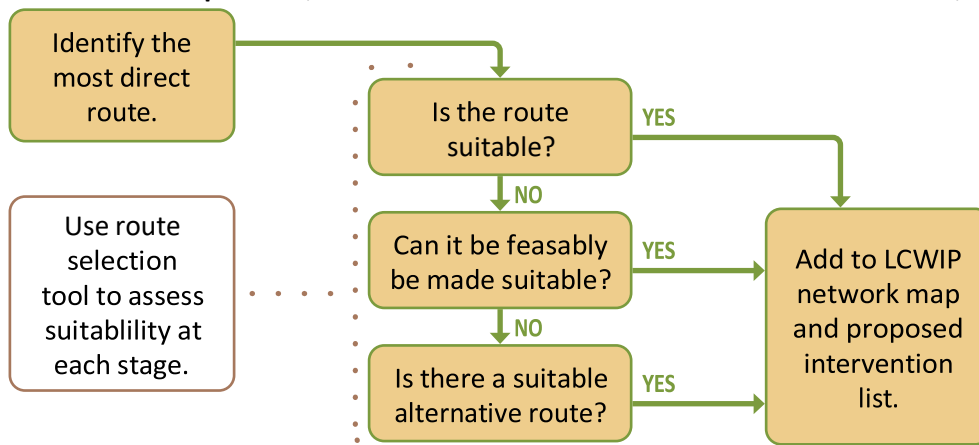 Identify the
most direct
route.
Is the route
suitable?
YES
NO
Use route
selection
tool to assess
suitablility at
each stage.
Can it be feasably
be made suitable?
YES
NO
Add to LCWIP
network map
and proposed
intervention
list.
Is there a suitable
alternative route?
YES